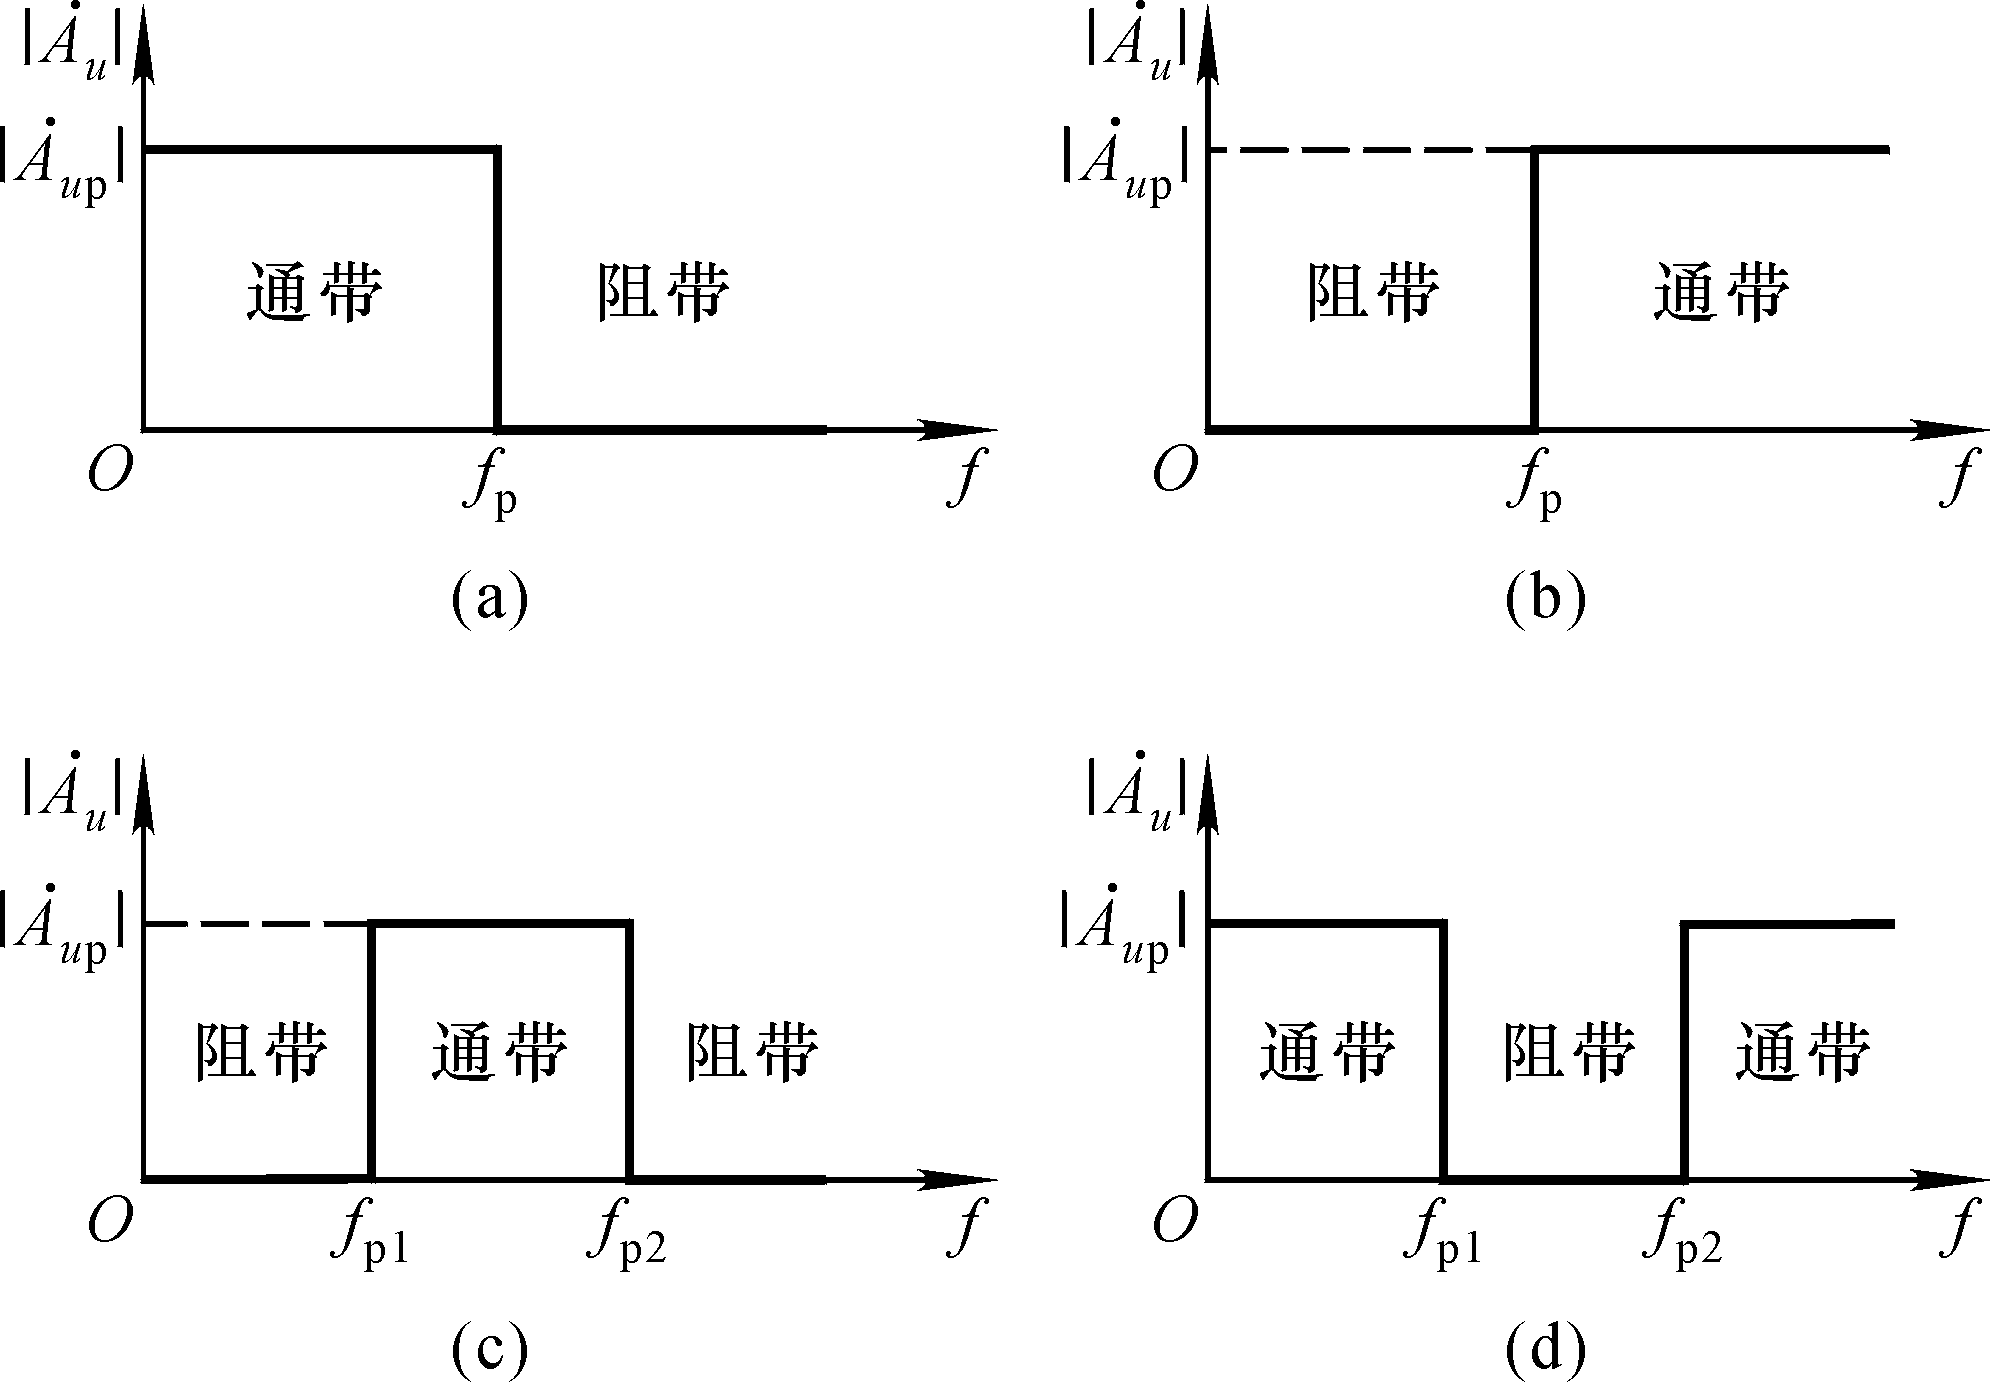 |Ȧu| |Ȧu|
|Ȧup| |Ȧup|
通带 阻带 阻带 通带
O fp f O fp f
(a) (b)
|Ȧu| |Ȧu|
|Ȧup| |Ȧup|
阻带 通带 阻带 通带 阻带 通带
O fp1 fp2 f O fp1 fp2 f
(c) (d)